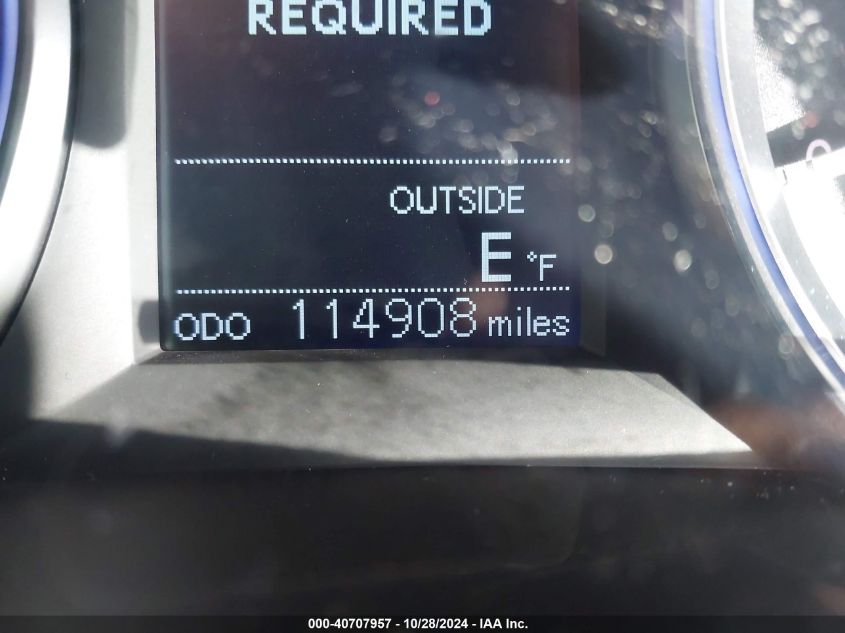 REQUIRED
OUTSIDE
E °F
ODO 114908 miles
000-40707957 - 10/28/2024 - IAA Inc.